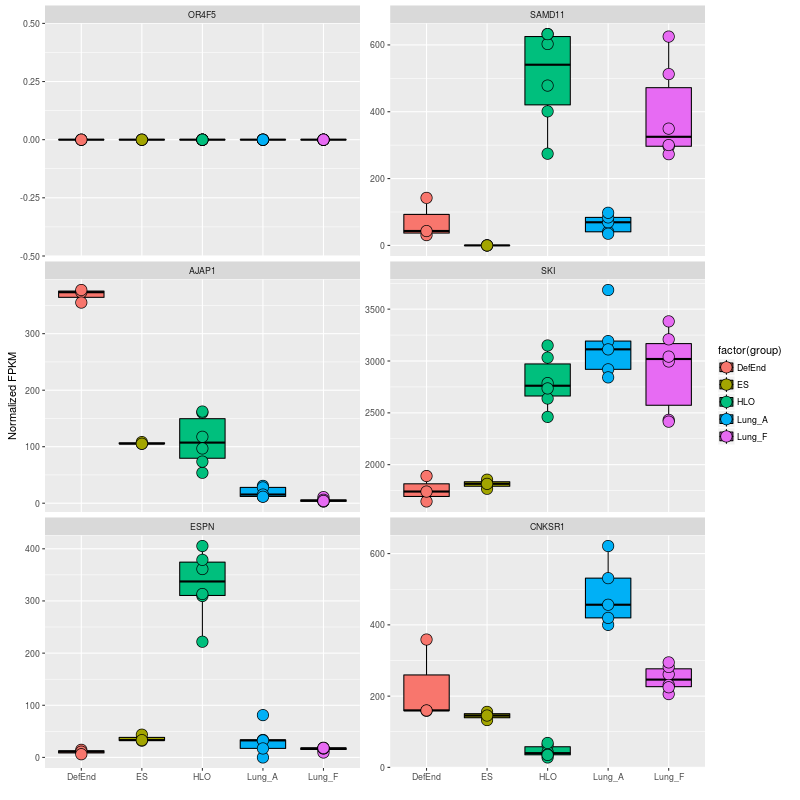 OR4F5
SAMD11
0.50
0.25
0.00
-0.25
-0.50
600
400
200
0
AJAP1
SKI
Normalized FPKM
300
200
100
0
3500
3000
2500
2000
factor(group)
DefEnd
ES
HLO
Lung_A
Lung_F
ESPN
CNKSR1
400
300
200
100
0
600
400
200
0
DefEnd ES HLO Lung_A Lung_F
DefEnd ES HLO Lung_A Lung_F